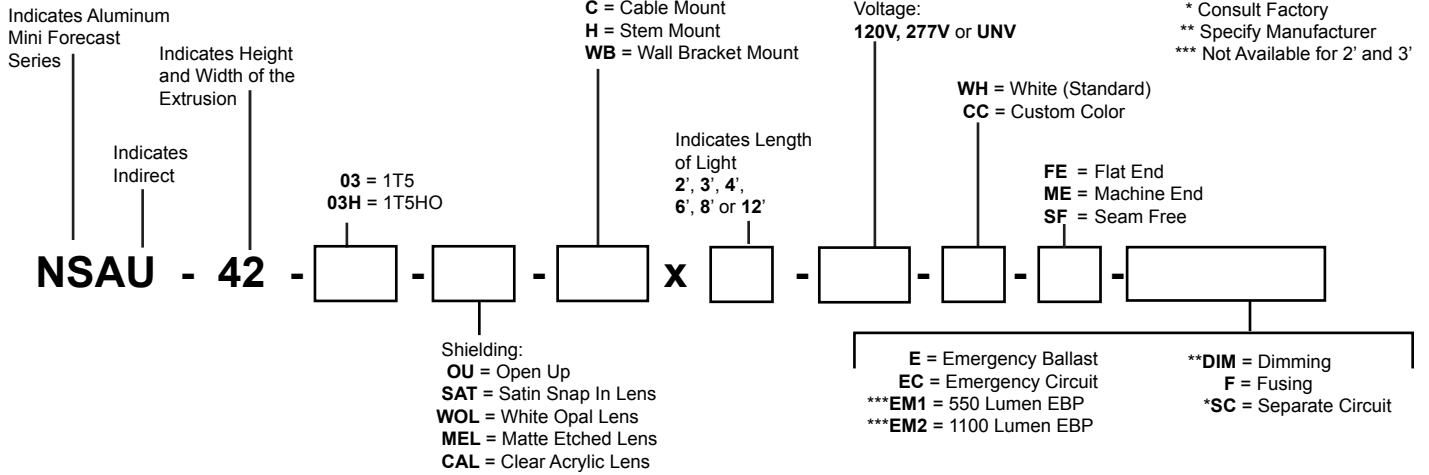 Indicates Aluminum
Mini Forecast
Series
Indicates
Indirect
Indicates Height
and Width of the
Extrusion
03 = 1T5
03H = 1T5HO
C = Cable Mount
H = Stem Mount
WB = Wall Bracket Mount
Indicates Length
of Light
2’, 3’, 4’,
6’, 8’ or 12’
Voltage:
120V, 277V or UNV
WH = White (Standard)
CC = Custom Color
FE = Flat End
ME = Machine End
SF = Seam Free
* Consult Factory
** Specify Manufacturer
*** Not Available for 2’ and 3’
NSAU - 42 - - - x - - - -
Shielding:
OU = Open Up
SAT = Satin Snap In Lens
WOL = White Opal Lens
MEL = Matte Etched Lens
CAL = Clear Acrylic Lens
E = Emergency Ballast
EC = Emergency Circuit
***EM1 = 550 Lumen EBP
***EM2 = 1100 Lumen EBP
**DIM = Dimming
F = Fusing
*SC = Separate Circuit